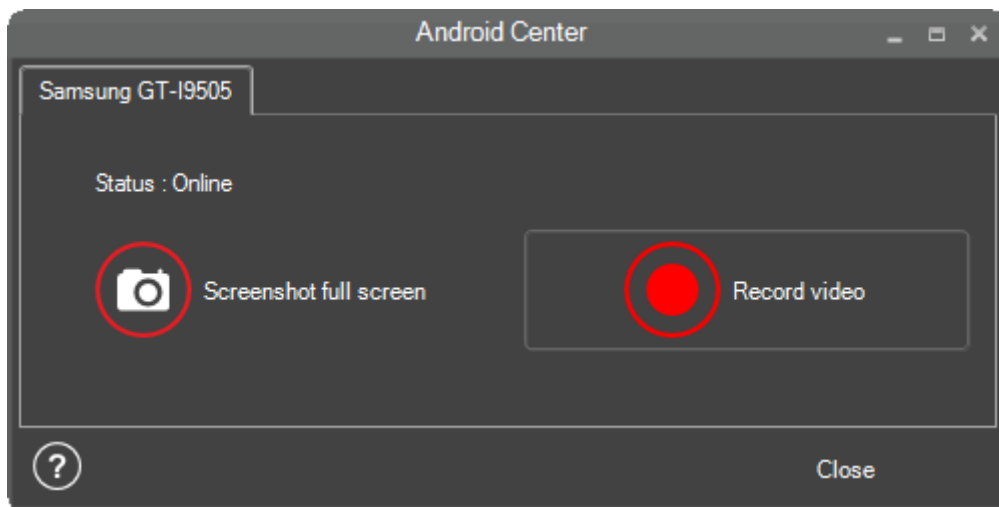 Android Center
Samsung GT-I9505
Status : Online
Screenshot full screen
Record video
?
Close